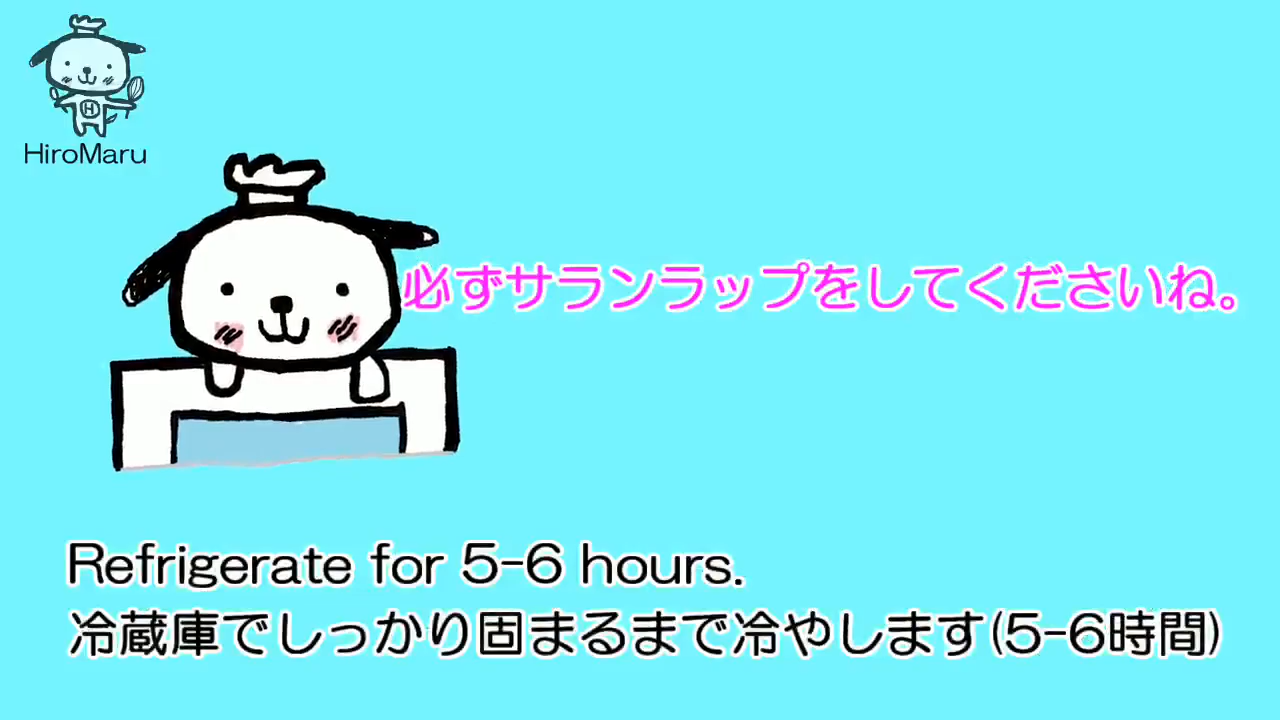 H
HiroMaru
必ずサランラップをしてくださいね。
Refrigerate for 5-6 hours.
冷蔵庫でしっかり固まるまで冷やします(5-6時間)